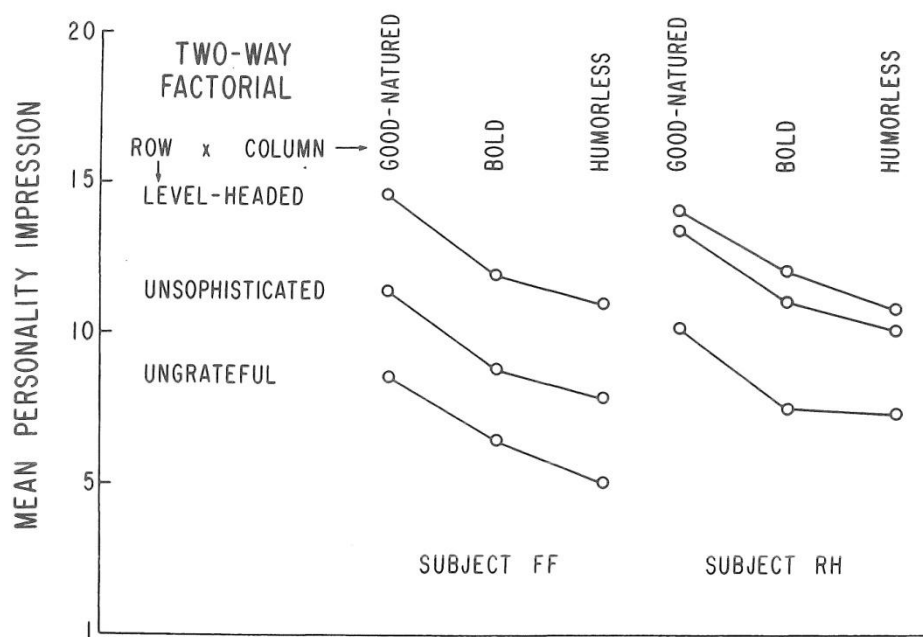 MEAN PERSONALITY IMPRESSION
20
15
10
5
1
TWO-WAY
FACTORIAL
ROW x COLUMN →
LEVEL-HEADED
UNSOPHISTICATED
UNGRATEFUL
GOOD-NATURED
BOLD
HUMORLESS
GOOD-NATURED
BOLD
HUMORLESS
SUBJECT FF
SUBJECT RH